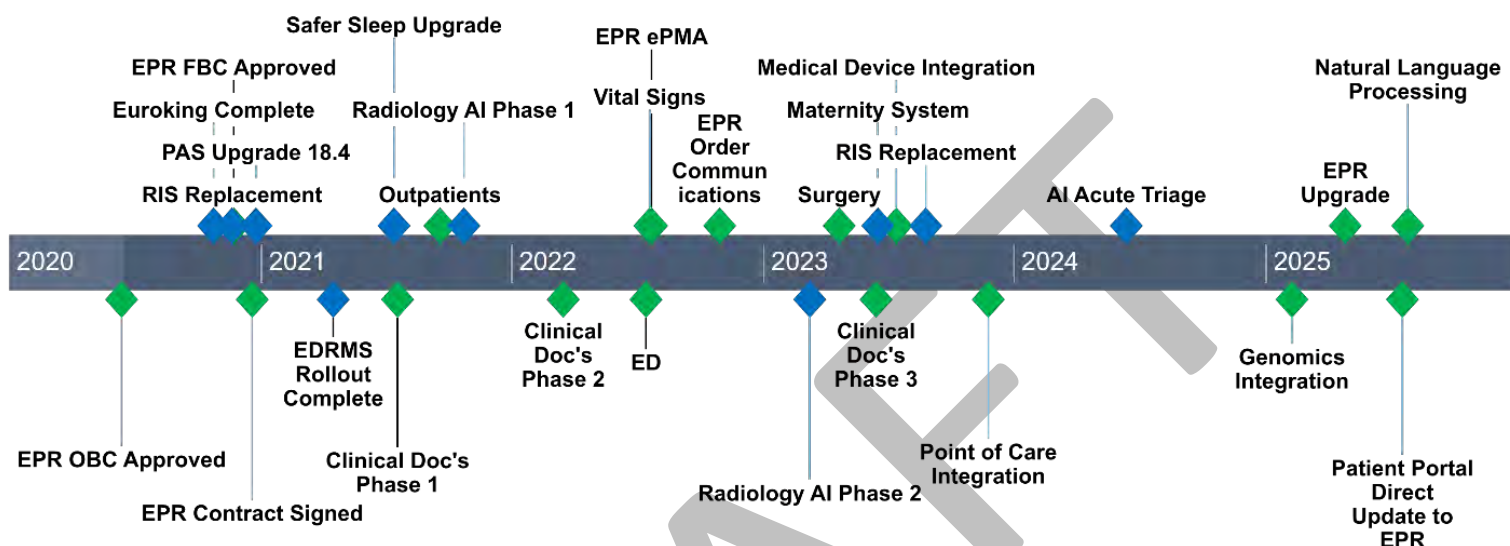 Safer Sleep Upgrade
EPR FBC Approved
Euroking Complete
PAS Upgrade 18.4
RIS Replacement
Radiology AI Phase 1
Outpatients
EPR ePMA
Vital Signs
EPR
Order
Commun
ications
Medical Device Integration
Maternity System
RIS Replacement
Surgery
AI Acute Triage
Natural Language
Processing
EPR
Upgrade
2020
2021
2022
2023
2024
2025
EPR OBC Approved
EPR Contract Signed
EDRMS
Rollout
Complete
Clinical Doc's
Phase 1
Clinical
Doc's
Phase 2
ED
Radiology AI Phase 2
Clinical
Doc's
Phase 3
Point of Care
Integration
Genomics
Integration
Patient Portal
Direct
Update to
EPR